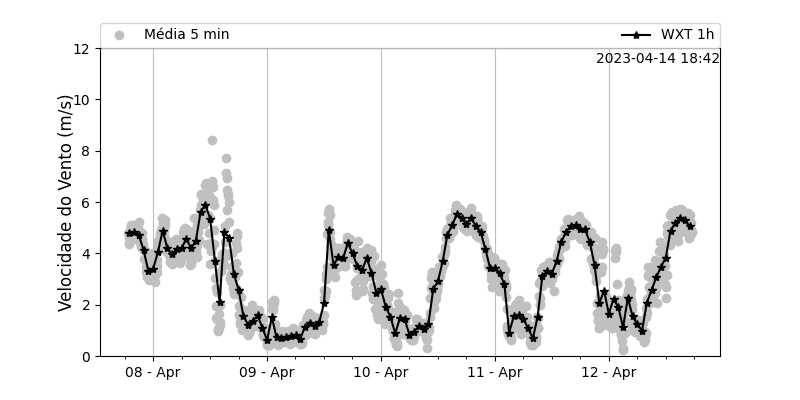 Média 5 min
WXT 1h
2023-04-14 18:42
Velocidade do Vento (m/s)
12
10
8
6
4
2
0
08 - Apr
09 - Apr
10 - Apr
11 - Apr
12 - Apr